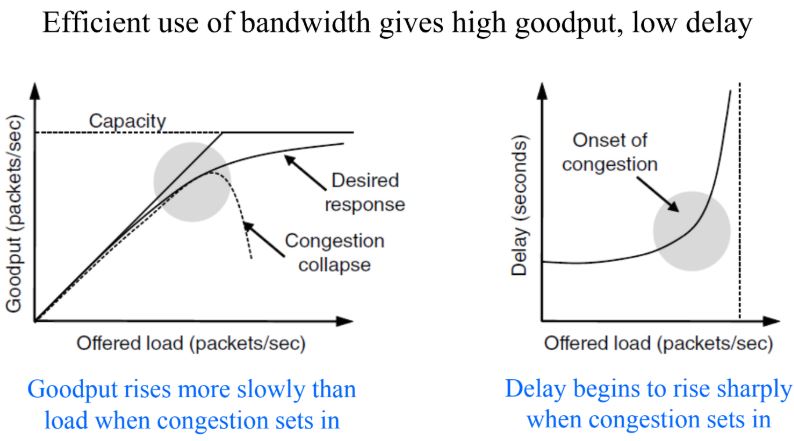 Efficient use of bandwidth gives high goodput, low delay
Goodput (packets/sec)
Capacity
Desired
response
Congestion
collapse
Offered load (packets/sec)
Goodput rises more slowly than
load when congestion sets in
Delay (seconds)
Onset of
congestion
Offered load (packets/sec)
Delay begins to rise sharply
when congestion sets in